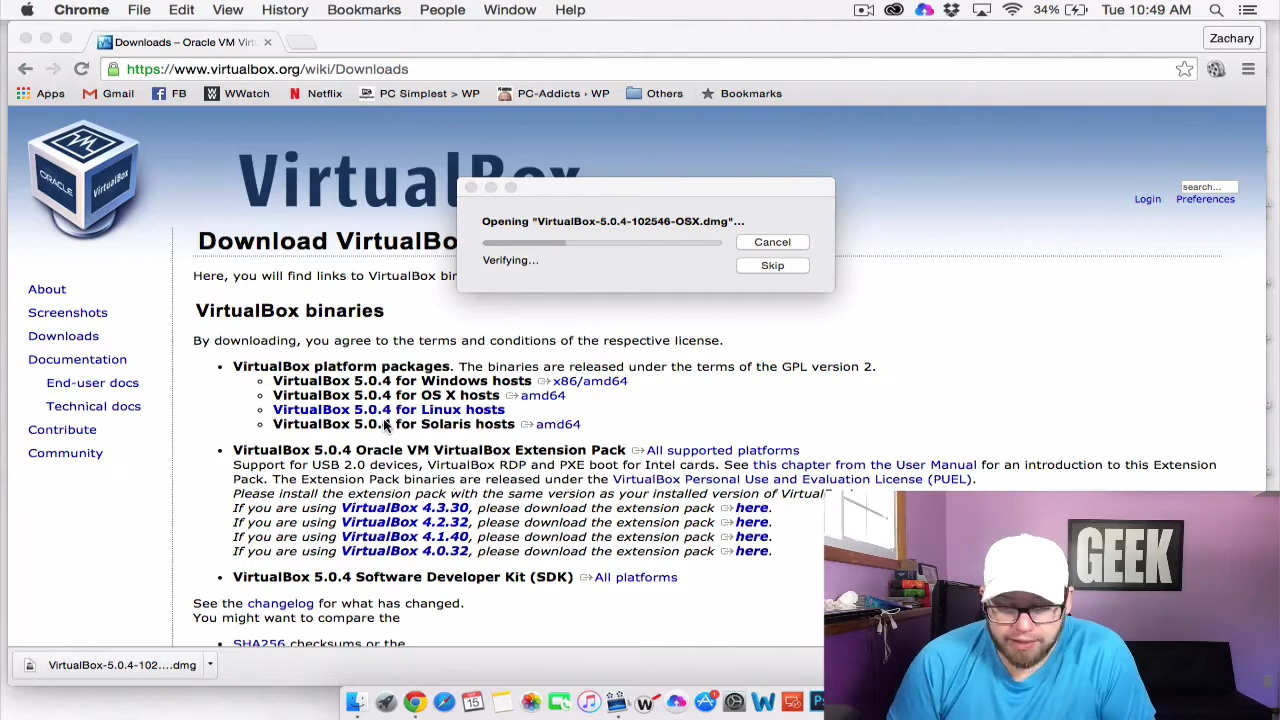 Chrome File Edit View History Bookmarks People Window Help 34% Tue 10:49 AM
Downloads – Oracle VM Virt
Zachary
https://www.virtualbox.org/wiki/Downloads
Apps Gmail FB WWatch Netflix PC Simplest > WP PC-Addicts · WP Others Bookmarks
ORACLE VM VirtualBox
VirtualBox
search...
Login Preferences
Opening "VirtualBox-5.0.4-102546-OSX.dmg"...
Cancel
Verifying...
Skip
Download VirtualBo
Here, you will find links to VirtualBox bin
About
Screenshots
Downloads
Documentation
End-user docs
Technical docs
Contribute
Community
VirtualBox binaries
By downloading, you agree to the terms and conditions of the respective license.
VirtualBox platform packages. The binaries are released under the terms of the GPL version 2.
VirtualBox 5.0.4 for Windows hosts x86/amd64
VirtualBox 5.0.4 for OS X hosts amd64
VirtualBox 5.0.4 for Linux hosts
VirtualBox 5.0.4 for Solaris hosts amd64
VirtualBox 5.0.4 Oracle VM VirtualBox Extension Pack All supported platforms
Support for USB 2.0 devices, VirtualBox RDP and PXE boot for Intel cards. See this chapter from the User Manual for an introduction to this Extension
Pack. The Extension Pack binaries are released under the VirtualBox Personal Use and Evaluation License (PUEL).
Please install the extension pack with the same version as your installed version of VirtualB
If you are using VirtualBox 4.3.30, please download the extension pack here.
If you are using VirtualBox 4.2.32, please download the extension pack here.
If you are using VirtualBox 4.1.40, please download the extension pack here.
If you are using VirtualBox 4.0.32, please download the extension pack here.
VirtualBox 5.0.4 Software Developer Kit (SDK) All platforms
See the changelog for what has changed.
You might want to compare the
SHA256 checksums or the
VirtualBox-5.0.4-102....dmg
GEEK
15